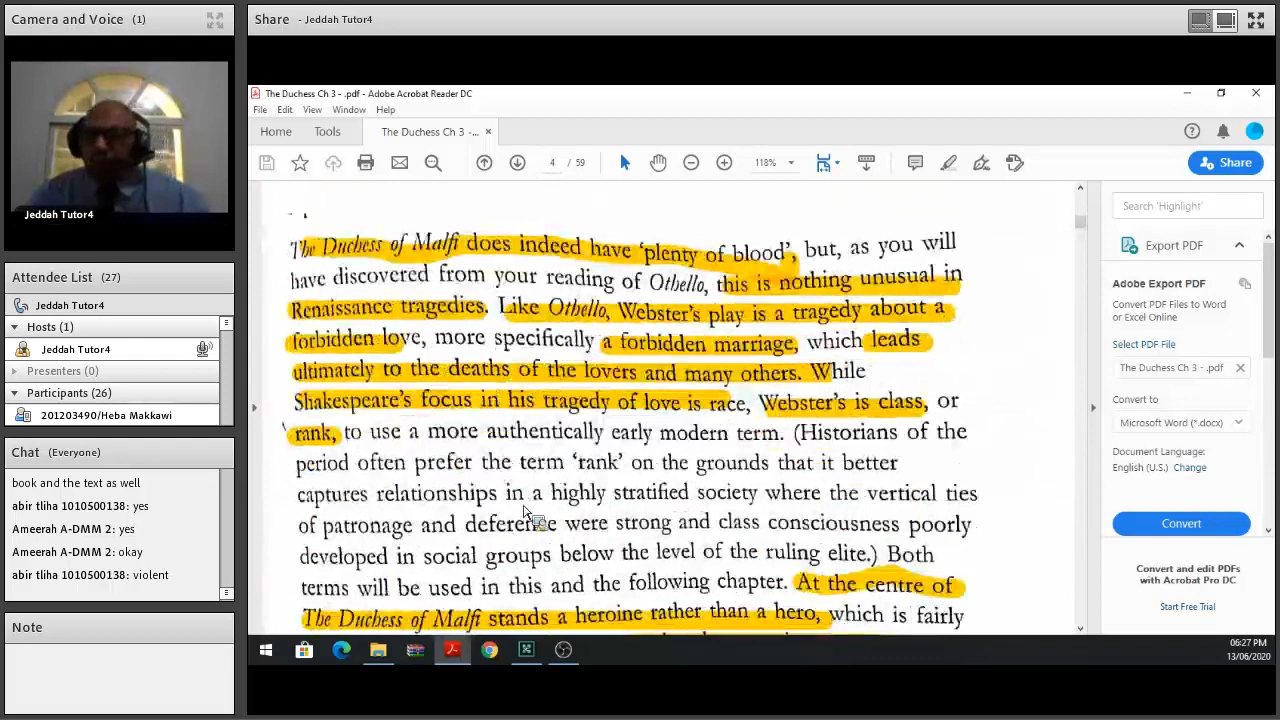 Camera and Voice (1)
Jeddah Tutor4
Attendee List (27)
Jeddah Tutor4
Hosts (1)
Jeddah Tutor4
Presenters (0)
Participants (26)
201203490/Heba Makkawi
Chat (Everyone)
book and the text as well
abir tliha 1010500138: yes
Ameerah A-DMM 2: yes
Ameerah A-DMM 2: okay
abir tliha 1010500138: violent
Note
Share - Jeddah Tutor4
The Duchess Ch 3 - .pdf - Adobe Acrobat Reader DC
File Edit View Window Help
Home Tools The Duchess Ch 3 -... ×
4 / 59 118% Share
The Duchess of Malfi does indeed have ‘plenty of blood’, but, as you will
have discovered from your reading of Othello, this is nothing unusual in
Renaissance tragedies. Like Othello, Webster’s play is a tragedy about a
forbidden love, more specifically a forbidden marriage, which leads
ultimately to the deaths of the lovers and many others. While
Shakespeare’s focus in his tragedy of love is race, Webster’s is class, or
rank, to use a more authentically early modern term. (Historians of the
period often prefer the term ‘rank’ on the grounds that it better
captures relationships in a highly stratified society where the vertical ties
of patronage and deference were strong and class consciousness poorly
developed in social groups below the level of the ruling elite.) Both
terms will be used in this and the following chapter. At the centre of
The Duchess of Malfi stands a heroine rather than a hero, which is fairly
Search 'Highlight'
Export PDF
Adobe Export PDF
Convert PDF Files to Word
or Excel Online
Select PDF File
The Duchess Ch 3 - .pdf
Convert to
Microsoft Word (*.docx)
Document Language:
English (U.S.) Change
Convert
Convert and edit PDFs
with Acrobat Pro DC
Start Free Trial
06:27 PM
13/06/2020